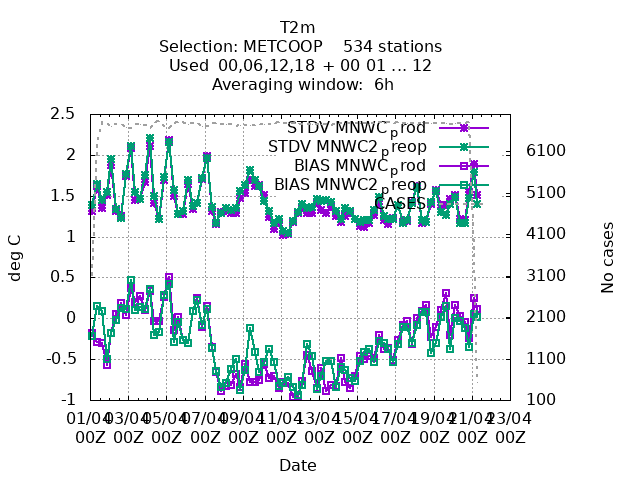 T2m
Selection: METCOOP    534 stations
Used  00,06,12,18  + 00 01 ... 12
Averaging window:  6h
STDV MNWC_prod
STDV MNWC2_preop
BIAS MNWC_prod
BIAS MNWC2_preop
CASES
deg C
2.5
2
1.5
1
0.5
0
-0.5
-1
6100
5100
4100
3100
2100
1100
100
No cases
01/04 03/04 05/04 07/04 09/04 11/04 13/04 15/04 17/04 19/04 21/04 23/04
00Z 00Z 00Z 00Z 00Z 00Z 00Z 00Z 00Z 00Z 00Z 00Z
Date